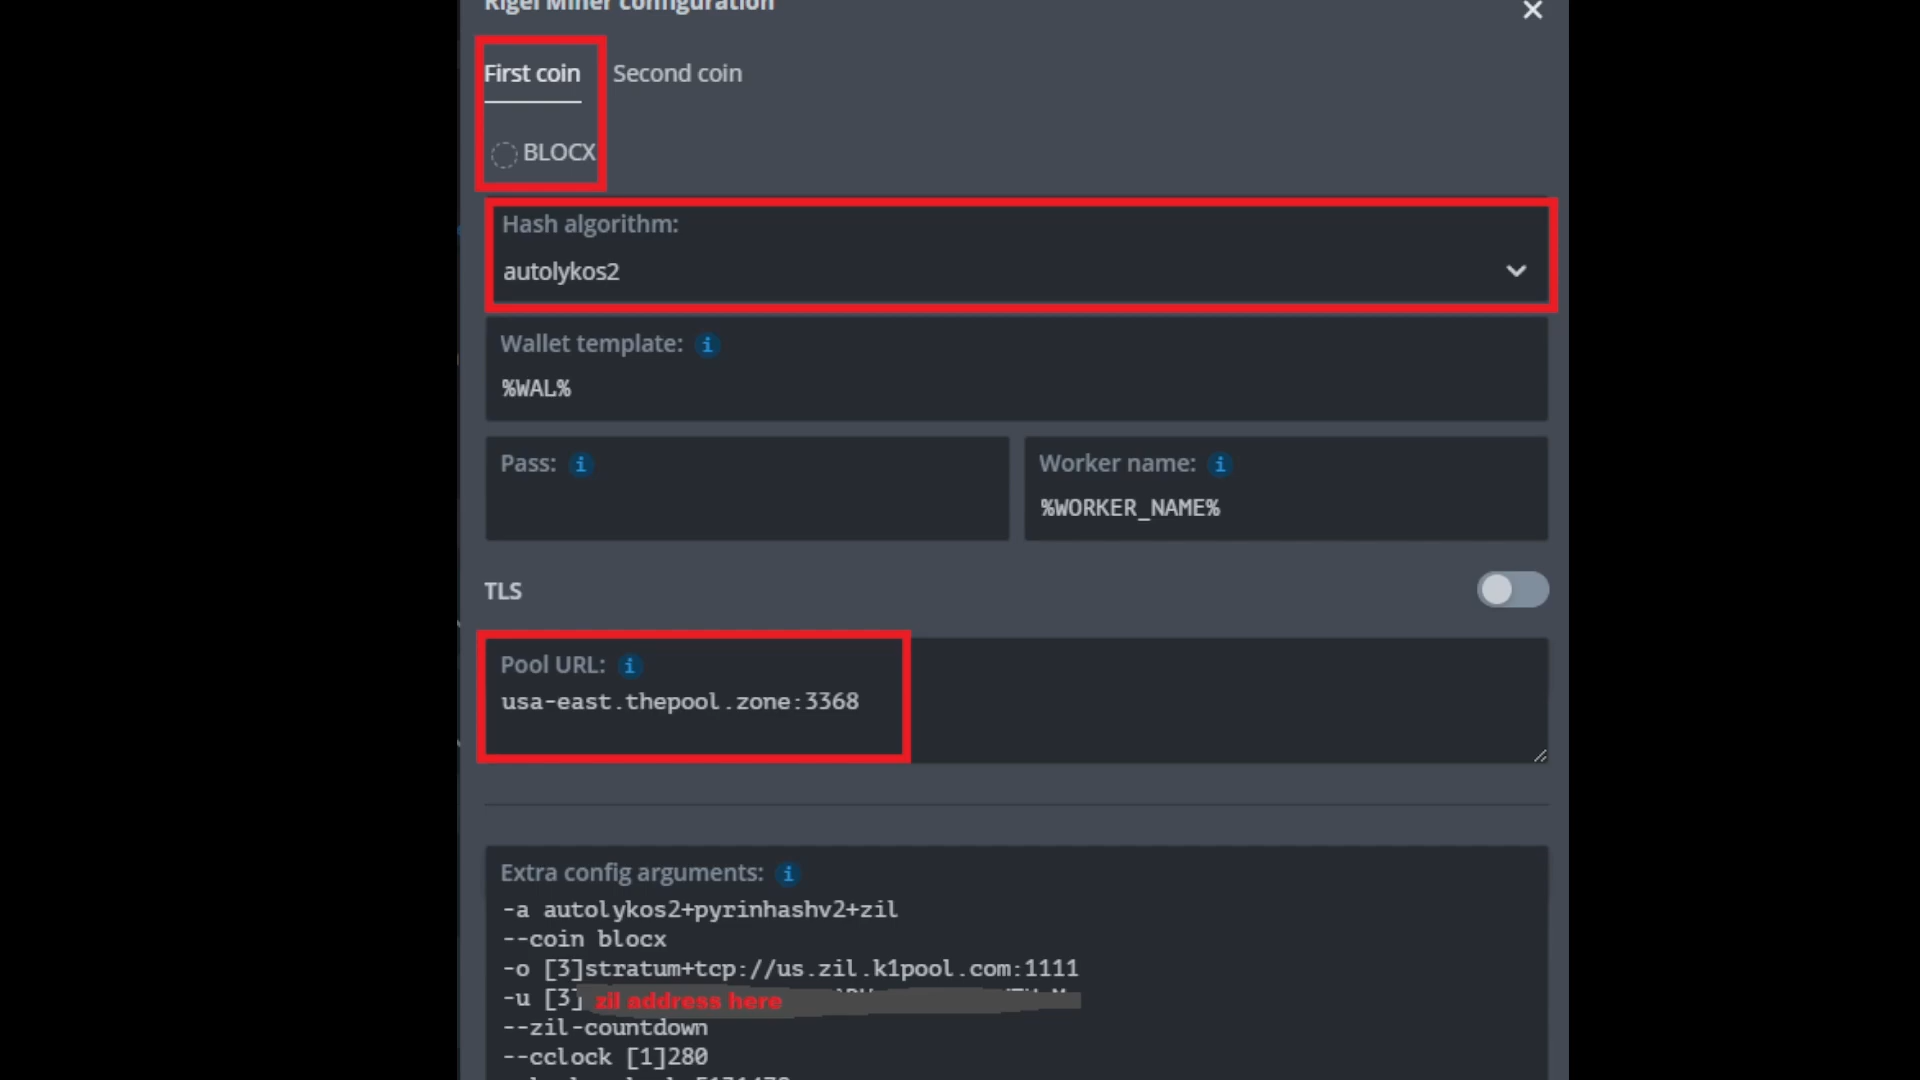 Rigel Miner configuration
First coin Second coin
BLOCX
Hash algorithm:
autolykos2
Wallet template:
%WAL%
Pass: Worker name:
%WORKER_NAME%
TLS
Pool URL:
usa-east.thepool.zone:3368
Extra config arguments:
-a autolykos2+pyrinhashv2+zil
--coin blocx
-o [3]stratum+tcp://us.zil.k1pool.com:1111
-u [3] zil address here
--zil-countdown
--cclock [1]280